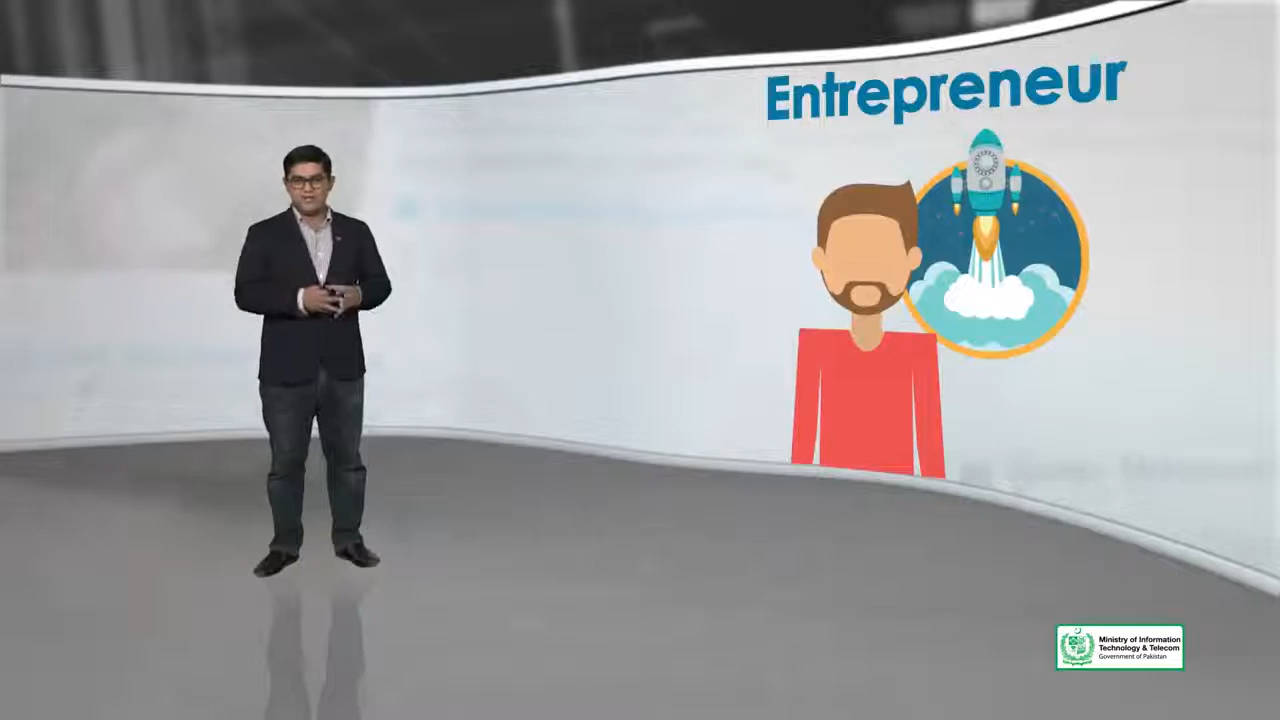 Entrepreneur
Ministry of Information
Technology & Telecom
Government of Pakistan